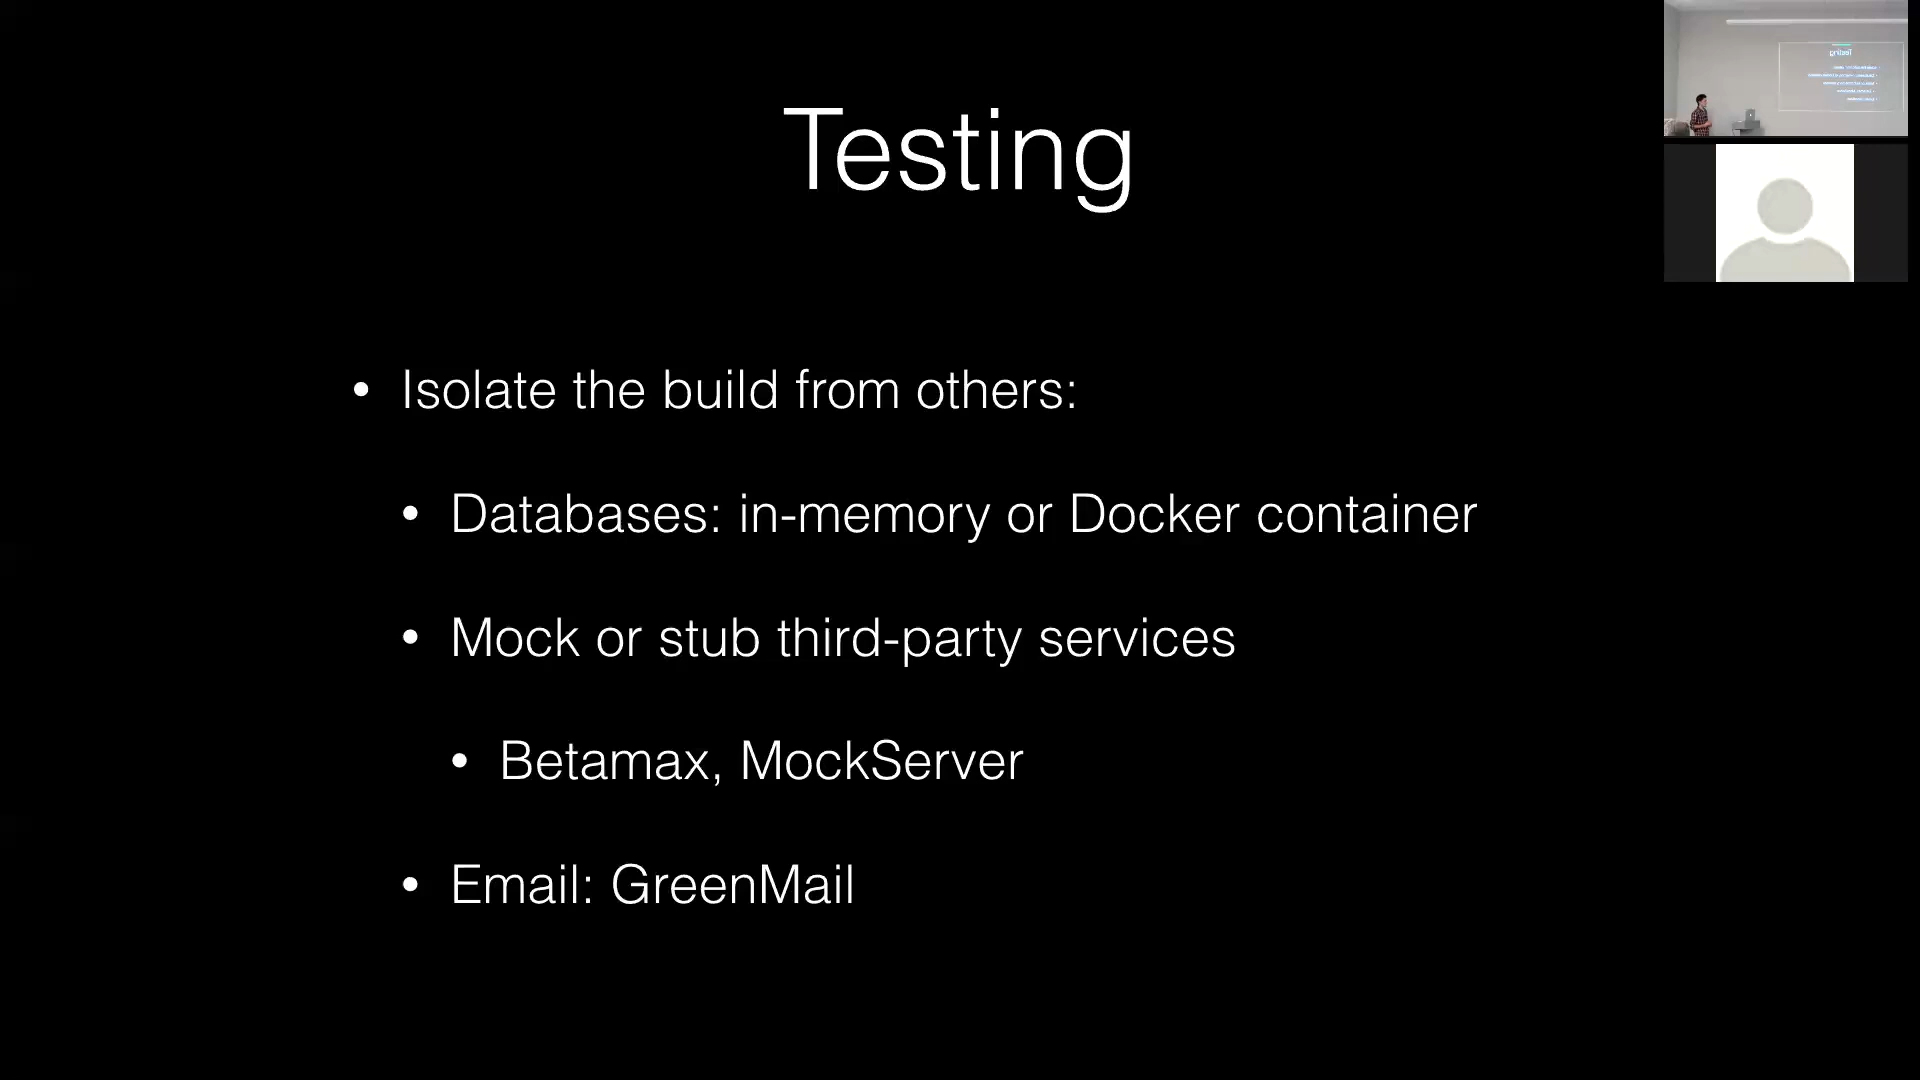 Testing
• Isolate the build from others:
• Databases: in-memory or Docker container
• Mock or stub third-party services
• Betamax, MockServer
• Email: GreenMail